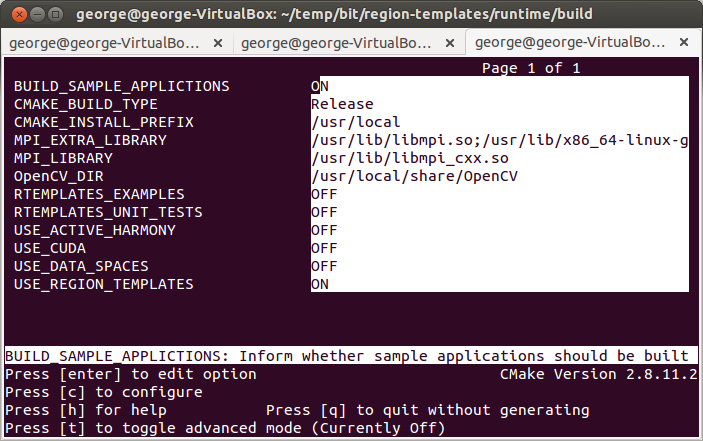 george@george-VirtualBox: ~/temp/bit/region-templates/runtime/build
george@george-VirtualBo... × george@george-VirtualBo... × george@george-VirtualBo... ×
Page 1 of 1
BUILD_SAMPLE_APPLICTIONS ON
CMAKE_BUILD_TYPE Release
CMAKE_INSTALL_PREFIX /usr/local
MPI_EXTRA_LIBRARY /usr/lib/libmpi.so;/usr/lib/x86_64-linux-g
MPI_LIBRARY /usr/lib/libmpi_cxx.so
OpenCV_DIR /usr/local/share/OpenCV
RTEMPLATES_EXAMPLES OFF
RTEMPLATES_UNIT_TESTS OFF
USE_ACTIVE_HARMONY OFF
USE_CUDA OFF
USE_DATA_SPACES OFF
USE_REGION_TEMPLATES ON
BUILD_SAMPLE_APPLICTIONS: Inform whether sample applications should be built
Press [enter] to edit option CMake Version 2.8.11.2
Press [c] to configure
Press [h] for help Press [q] to quit without generating
Press [t] to toggle advanced mode (Currently Off)